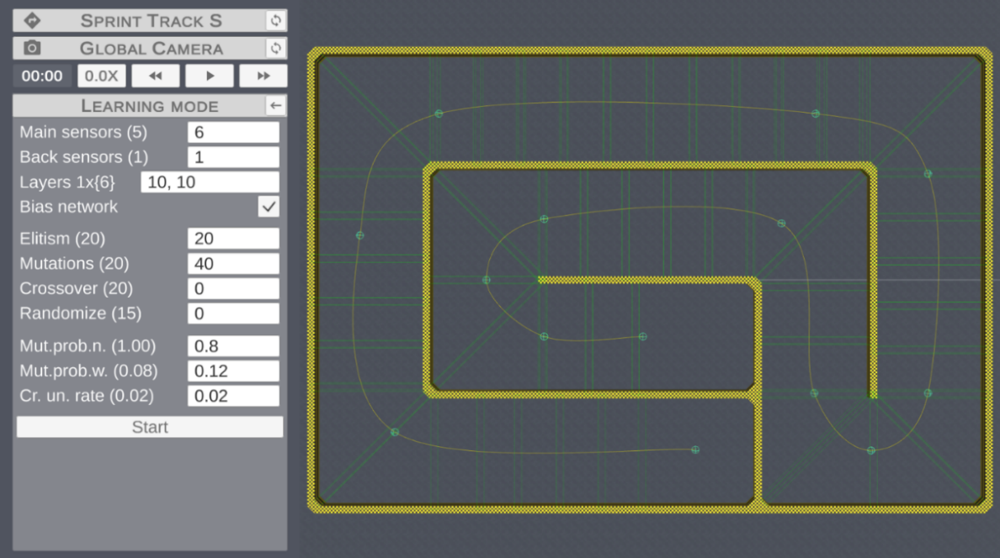 SPRINT TRACK S
GLOBAL CAMERA
00:00 0.0X
LEARNING MODE
Main sensors (5) 6
Back sensors (1) 1
Layers 1x{6} 10, 10
Bias network
Elitism (20) 20
Mutations (20) 40
Crossover (20) 0
Randomize (15) 0
Mut.prob.n. (1.00) 0.8
Mut.prob.w. (0.08) 0.12
Cr. un. rate (0.02) 0.02
Start